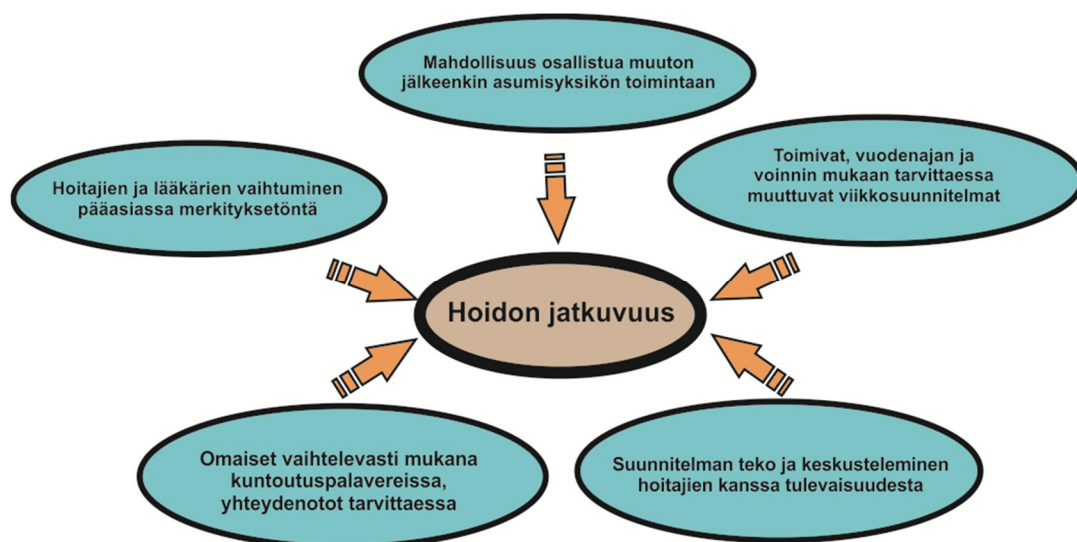 Mahdollisuus osallistua muuton
jälkeenkin asumisyksikön toimintaan
Hoitajien ja lääkärien vaihtuminen
pääasiassa merkityksetöntä
Toimivat, vuodenajan ja
voinnin mukaan tarvittaessa
muuttuvat viikkosuunnitelmat
Hoidon jatkuvuus
Omaiset vaihtelevasti mukana
kuntoutuspalavereissa,
yhteydenotot tarvittaessa
Suunnitelman teko ja keskusteleminen
hoitajien kanssa tulevaisuudesta